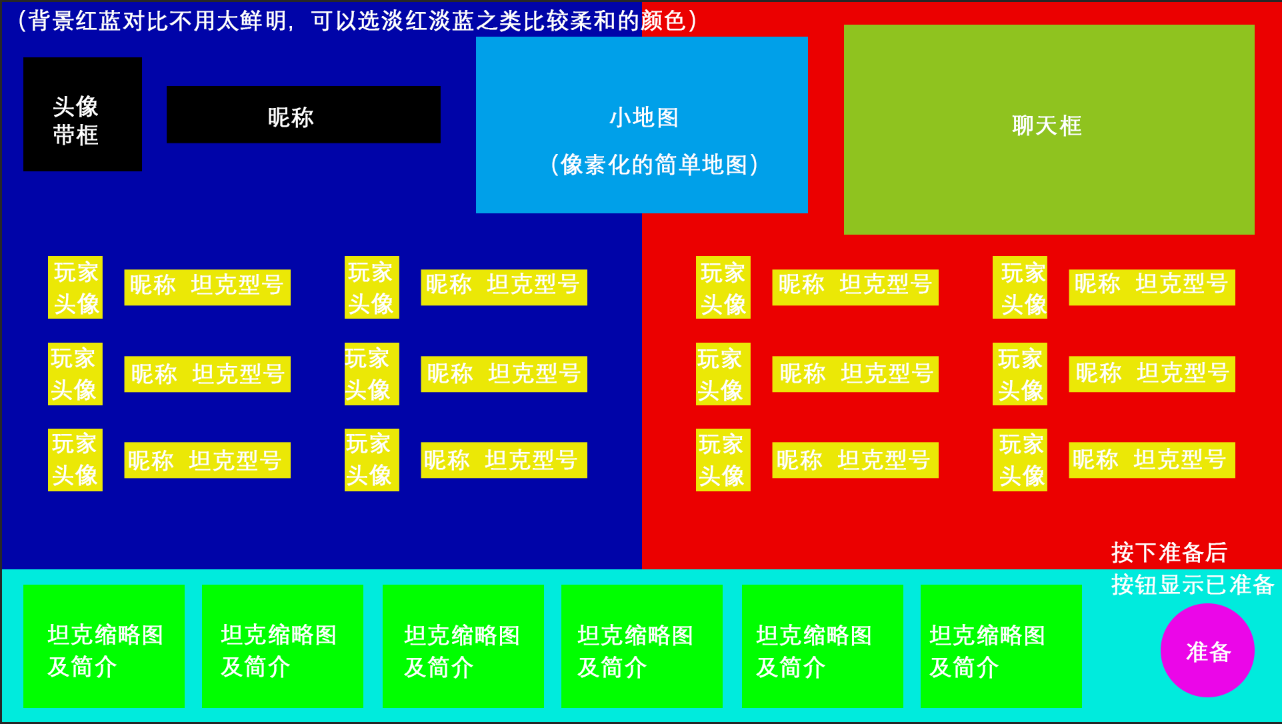 （背景红蓝对比不用太鲜明，可以选淡红淡蓝之类比较柔和的颜色）
头像
带框
昵称
小地图
（像素化的简单地图）
聊天框
玩家
头像
昵称 坦克型号
玩家
头像
昵称 坦克型号
玩家
头像
昵称 坦克型号
玩家
头像
昵称 坦克型号
玩家
头像
昵称 坦克型号
玩家
头像
昵称 坦克型号
玩家
头像
昵称 坦克型号
玩家
头像
昵称 坦克型号
玩家
头像
昵称 坦克型号
玩家
头像
昵称 坦克型号
玩家
头像
昵称 坦克型号
玩家
头像
昵称 坦克型号
按下准备后
按钮显示已准备
坦克缩略图
及简介
坦克缩略图
及简介
坦克缩略图
及简介
坦克缩略图
及简介
坦克缩略图
及简介
坦克缩略图
及简介
准备